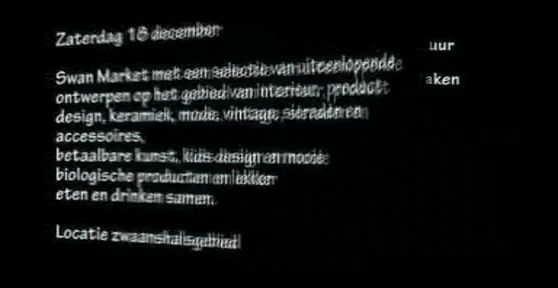 Zaterdag 18 december
uur
Swan Market met een selectie van uiteenlopende
aken
ontwerpen op het gebied van interieur, product
design, keramiek, mode, vintage, sieraden en
accessoires,
betaalbare kunst, kids design en mooie
biologische producten en lekker
eten en drinken samen.
Locatie zwaanshalsgebied